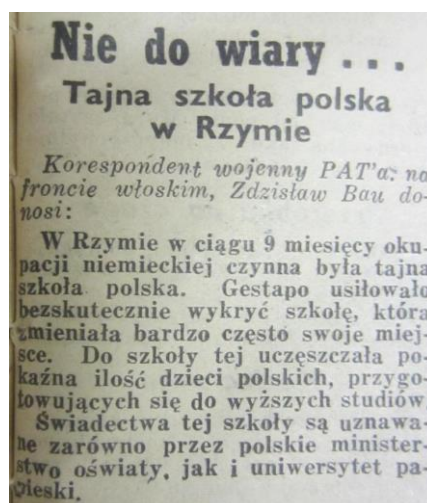 Nie do wiary ...
Tajna szkoła polska
w Rzymie
Korespondent wojenny PAT'a: na
froncie włoskim, Zdzisław Bau do-
nosi:
W Rzymie w ciągu 9 miesięcy oku-
pacji niemieckiej czynna była tajna
szkoła polska. Gestapo usiłowało
bezskutecznie wykryć szkołę, która
zmieniała bardzo często swoje miej-
sce. Do szkoły tej uczęszczała po-
kaźna ilość dzieci polskich, przygo-
towujących się do wyższych studiów
Świadectwa tej szkoły są uznawa-
ne zarówno przez polskie minister-
stwo oświaty, jak i uniwersytet pa-
pieski.